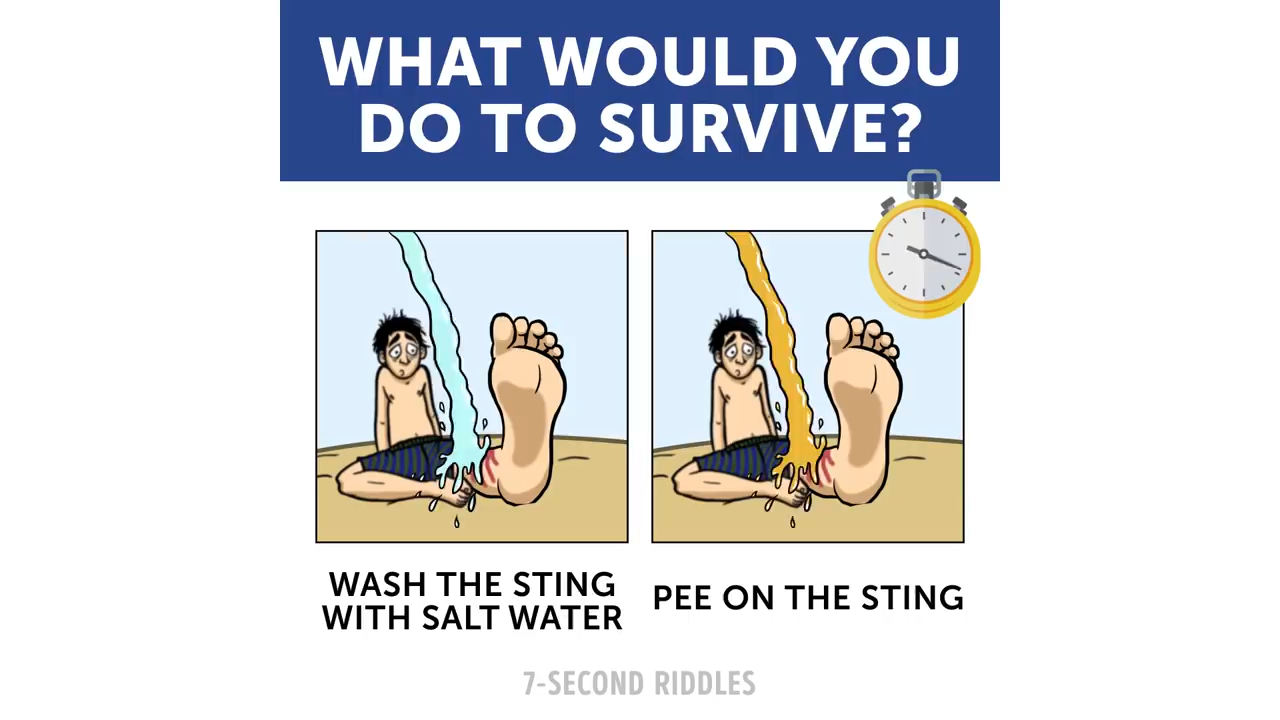 WHAT WOULD YOU
DO TO SURVIVE?
WASH THE STING
WITH SALT WATER
PEE ON THE STING
7-SECOND RIDDLES